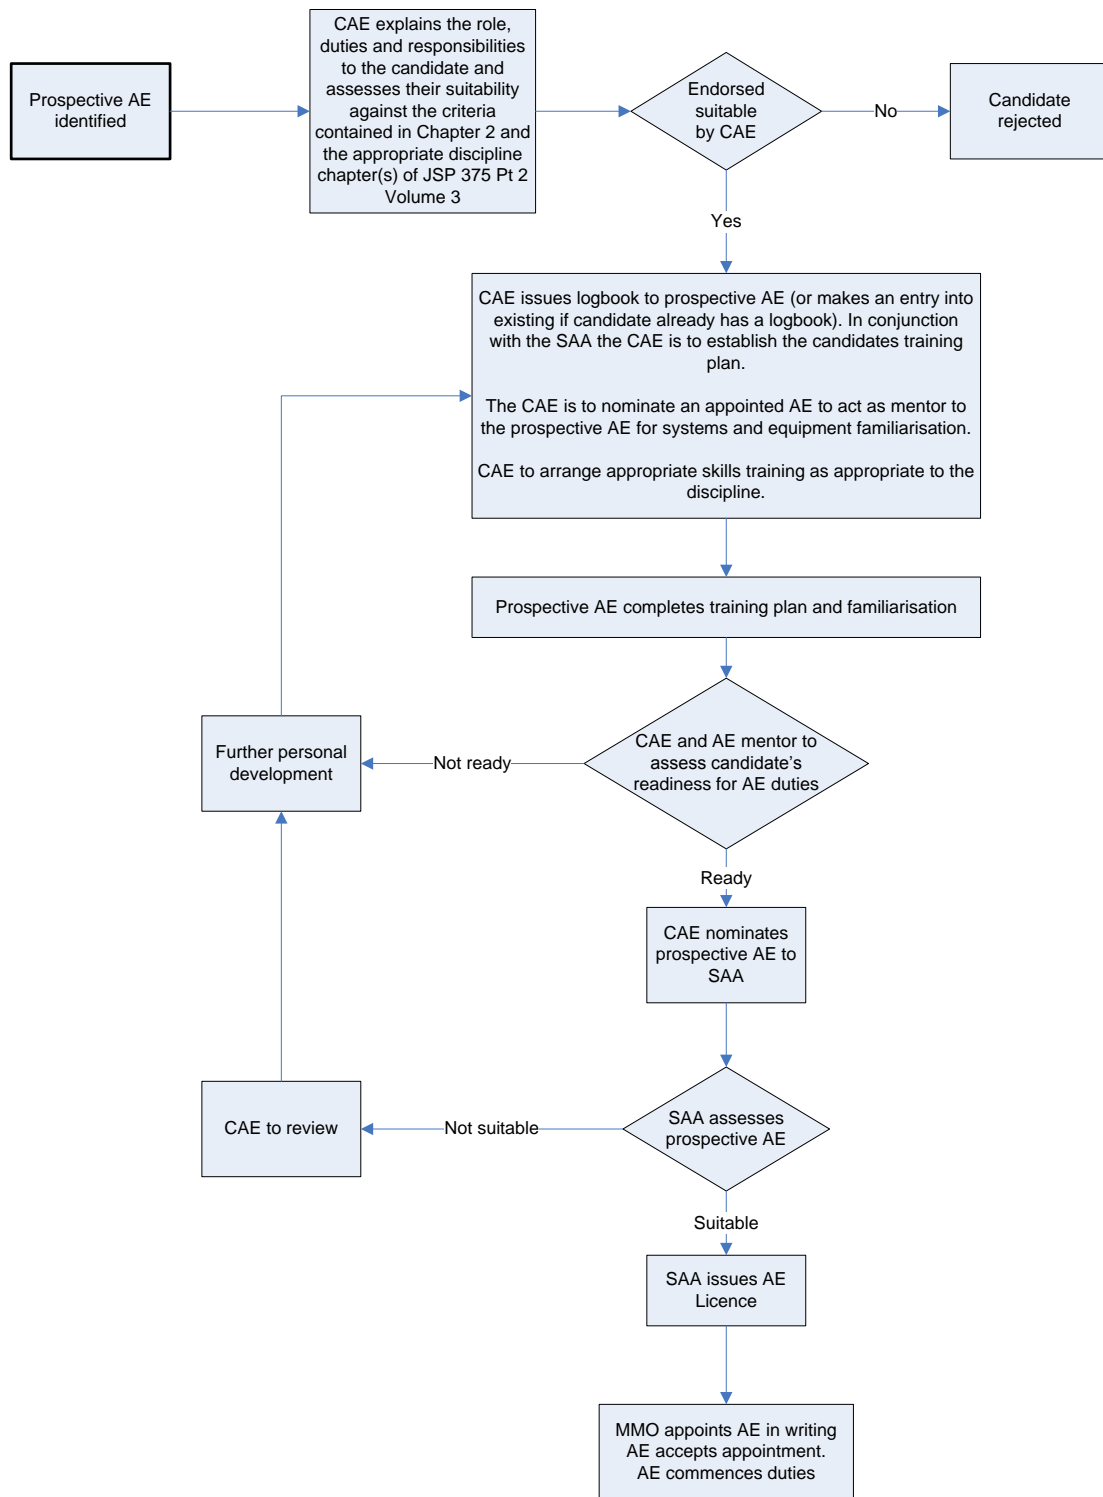 Prospective AE
identified
CAE explains the role,
duties and responsibilities
to the candidate and
assesses their suitability
against the criteria
contained in Chapter 2 and
the appropriate discipline
chapter(s) of JSP 375 Pt 2
Volume 3
Endorsed
suitable
by CAE
No
Candidate
rejected
Yes
CAE issues logbook to prospective AE (or makes an entry into
existing if candidate already has a logbook). In conjunction
with the SAA the CAE is to establish the candidates training
plan.
The CAE is to nominate an appointed AE to act as mentor to
the prospective AE for systems and equipment familiarisation.
CAE to arrange appropriate skills training as appropriate to the
discipline.
Prospective AE completes training plan and familiarisation
CAE and AE mentor to
assess candidate’s
readiness for AE duties
Not ready
Further personal
development
Ready
CAE nominates
prospective AE to
SAA
SAA assesses
prospective AE
Not suitable
CAE to review
Suitable
SAA issues AE
Licence
MMO appoints AE in writing
AE accepts appointment.
AE commences duties